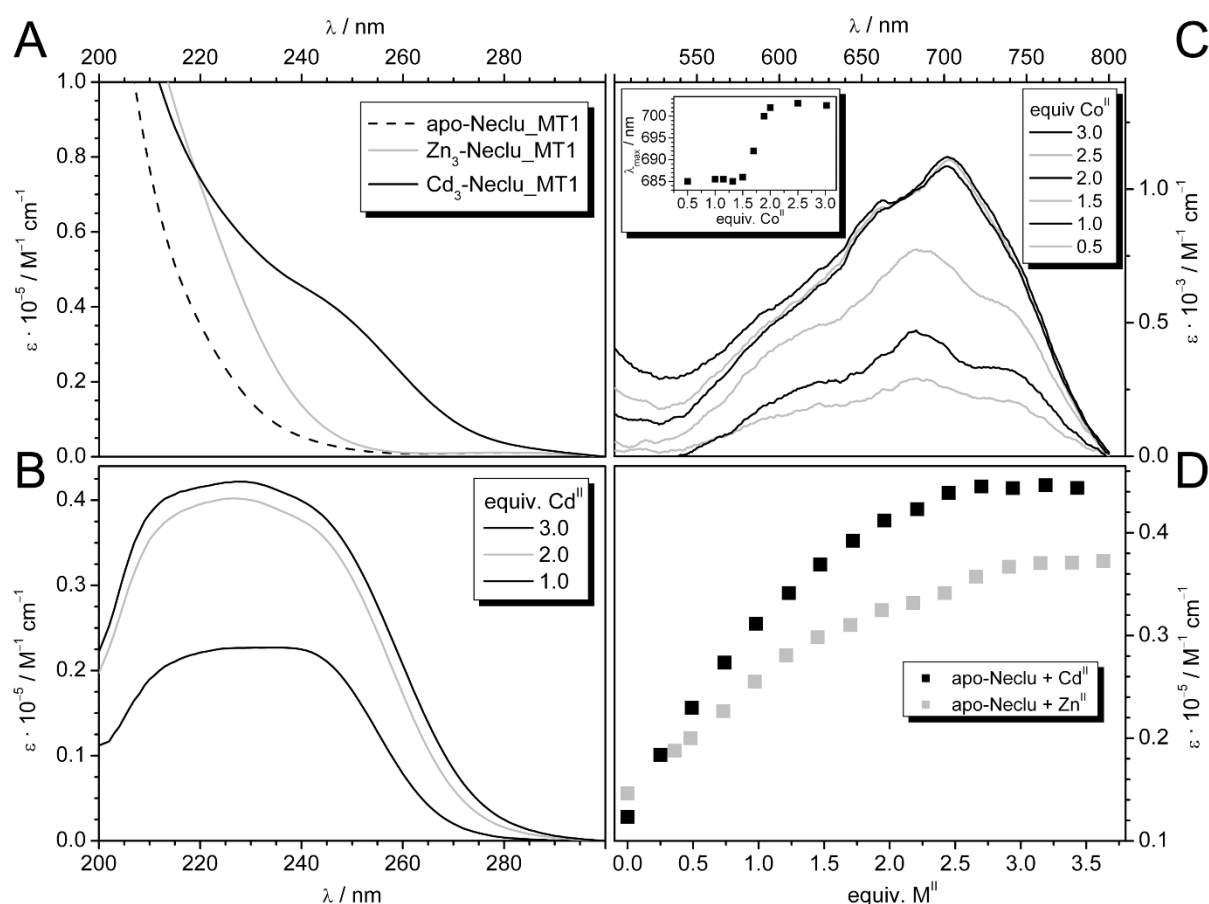 A
λ / nm
200 220 240 260 280
1.0
0.8
0.6
0.4
0.2
0.0
ε · 10⁻⁵ / M⁻¹ cm⁻¹
apo-Neclu_MT1
Zn₃-Neclu_MT1
Cd₃-Neclu_MT1
C
λ / nm
550 600 650 700 750 800
1.0
0.5
0.0
ε · 10⁻³ / M⁻¹ cm⁻¹
700
695
690
685
λmax / nm
0.5 1.0 1.5 2.0 2.5 3.0
equiv. Coᴵᴵ
equiv Coᴵᴵ
3.0
2.5
2.0
1.5
1.0
0.5
B
0.4
0.3
0.2
0.1
0.0
ε · 10⁻⁵ / M⁻¹ cm⁻¹
equiv. Cdᴵᴵ
3.0
2.0
1.0
200 220 240 260 280
λ / nm
D
0.4
0.3
0.2
0.1
ε · 10⁻⁵ / M⁻¹ cm⁻¹
apo-Neclu + Cdᴵᴵ
apo-Neclu + Znᴵᴵ
0.0 0.5 1.0 1.5 2.0 2.5 3.0 3.5
equiv. Mᴵᴵ